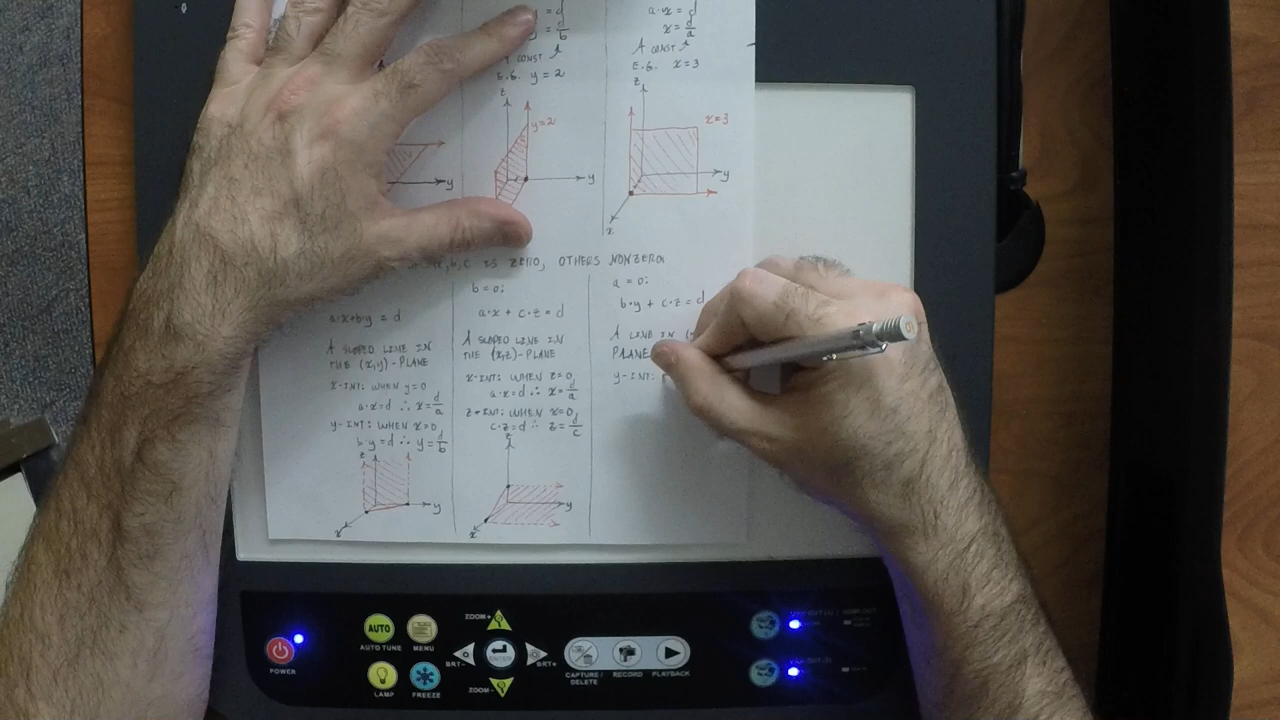 y = d
y = d/b
CONST
E.G. y = 2
z
y=2
y
y
a·x = d
x = d/a
A CONST
E.G. x=3
z
x=3
y
x
IS ZERO, OTHERS NONZERO
a·x+b·y = d
A SLOPED LINE IN
THE (x,y)-PLANE
x-INT: WHEN y=0
a·x=d ∴ x=d/a
y-INT: WHEN x=0
b·y=d ∴ y=d/b
z
y
x
b=0:
a·x + c·z = d
A SLOPED LINE IN
THE (x,z)-PLANE
x-INT: WHEN z=0,
a·x=d ∴ x=d/a
z-INT: WHEN x=0,
c·z=d ∴ z=d/c
z
y
x
a=0:
b·y + c·z = d
A LINE IN
PLANE
y-INT:
POWER
AUTO
AUTO TUNE
MENU
LAMP
FREEZE
ZOOM+
BRT-
BRT+
ZOOM-
CAPTURE/
DELETE
RECORD
PLAYBACK